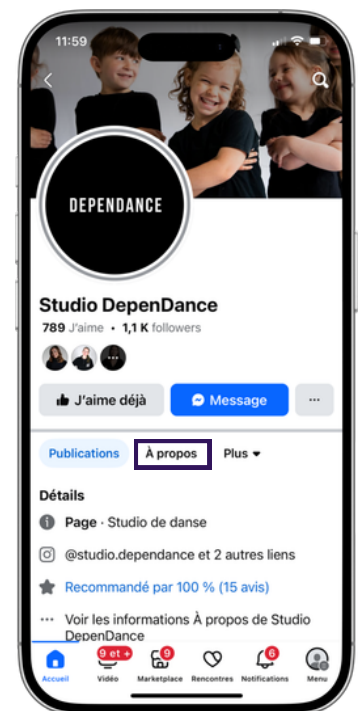 11:59
DEPENDANCE
Studio DepenDance
789 J'aime • 1,1 K followers
J'aime déjà
Message
Publications
À propos
Plus
Détails
Page · Studio de danse
@studio.dependance et 2 autres liens
Recommandé par 100 % (15 avis)
Voir les informations À propos de Studio
DepenDance
9 et +
9
6
Accueil
Vidéo
Marketplace
Rencontres
Notifications
Menu